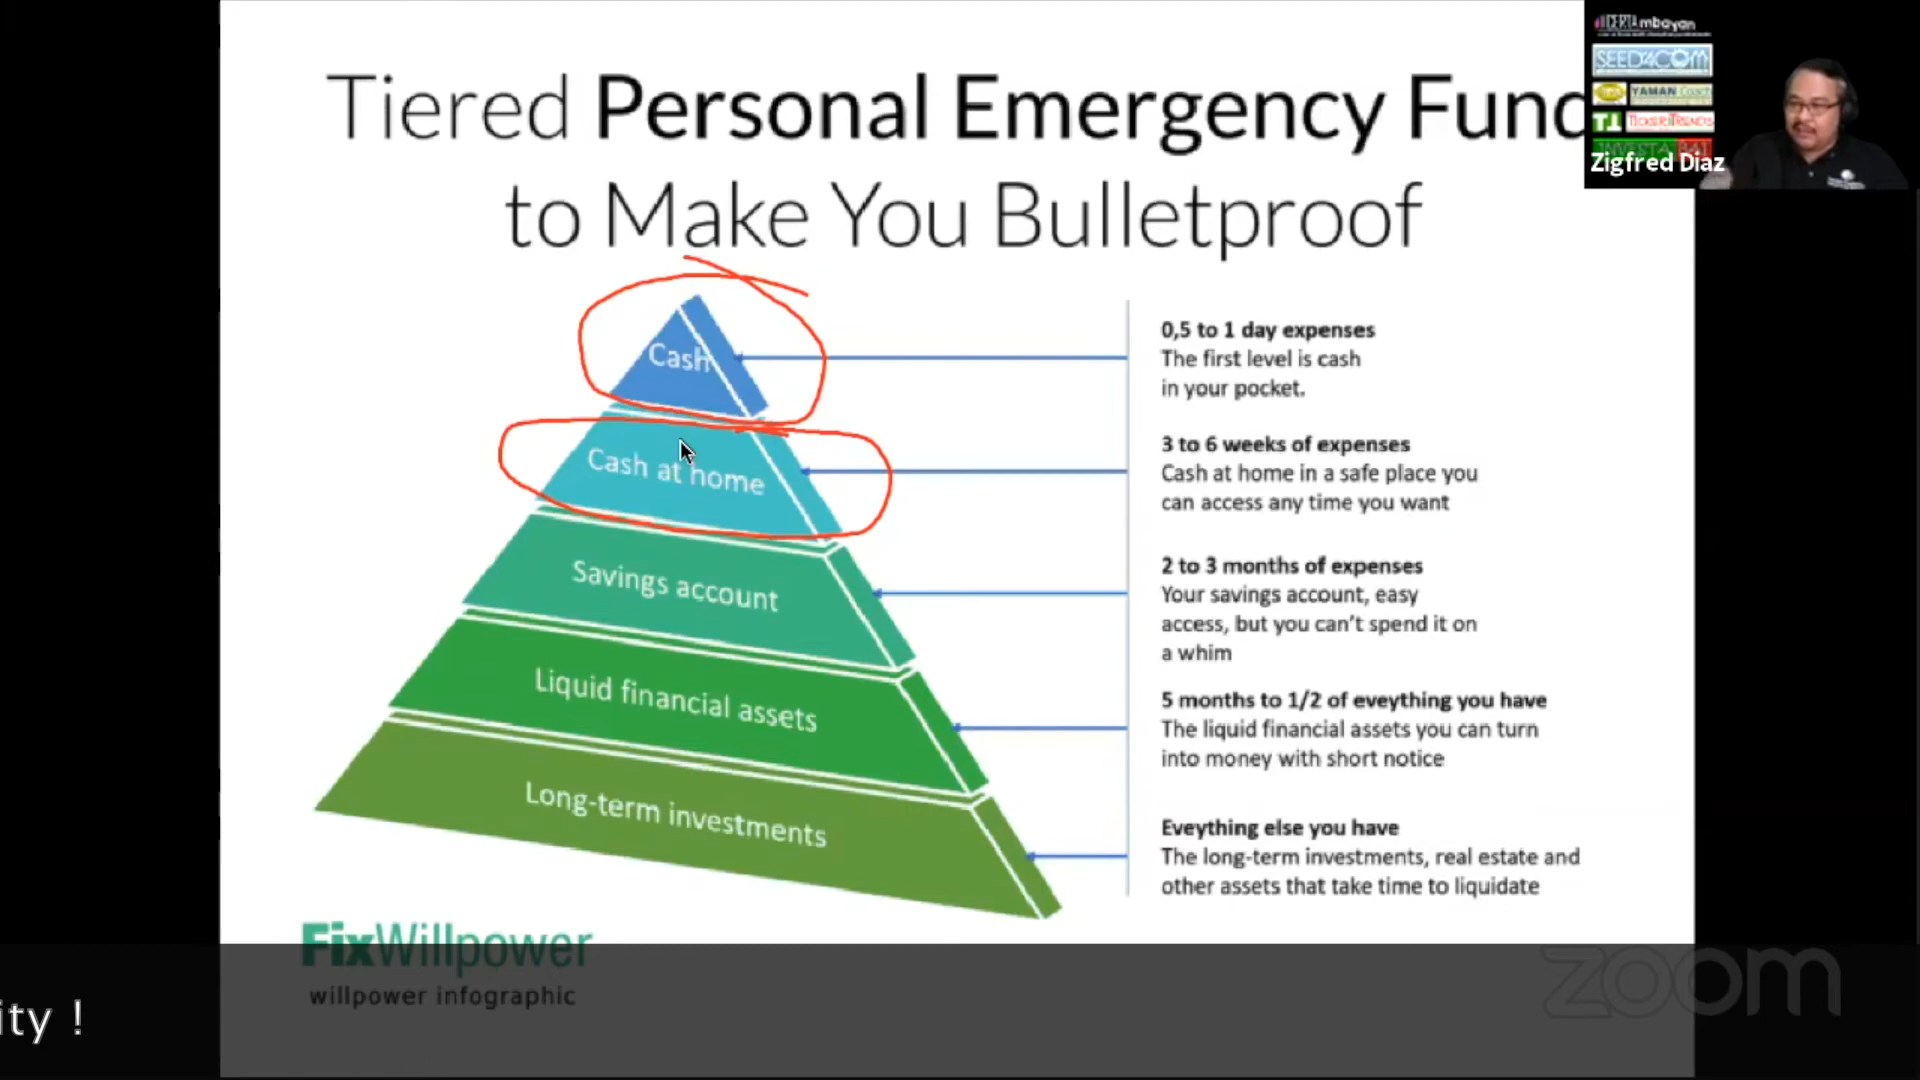 Tiered Personal Emergency Fund
to Make You Bulletproof
Cash
Cash at home
Savings account
Liquid financial assets
Long-term investments
0,5 to 1 day expenses
The first level is cash
in your pocket.
3 to 6 weeks of expenses
Cash at home in a safe place you
can access any time you want
2 to 3 months of expenses
Your savings account, easy
access, but you can't spend it on
a whim
5 months to 1/2 of eveything you have
The liquid financial assets you can turn
into money with short notice
Eveything else you have
The long-term investments, real estate and
other assets that take time to liquidate
FixWillpower
willpower infographic
SEED4COM
YAMAN Coach
TICKERTRENDS
Zigfred Diaz
ity !
zoom